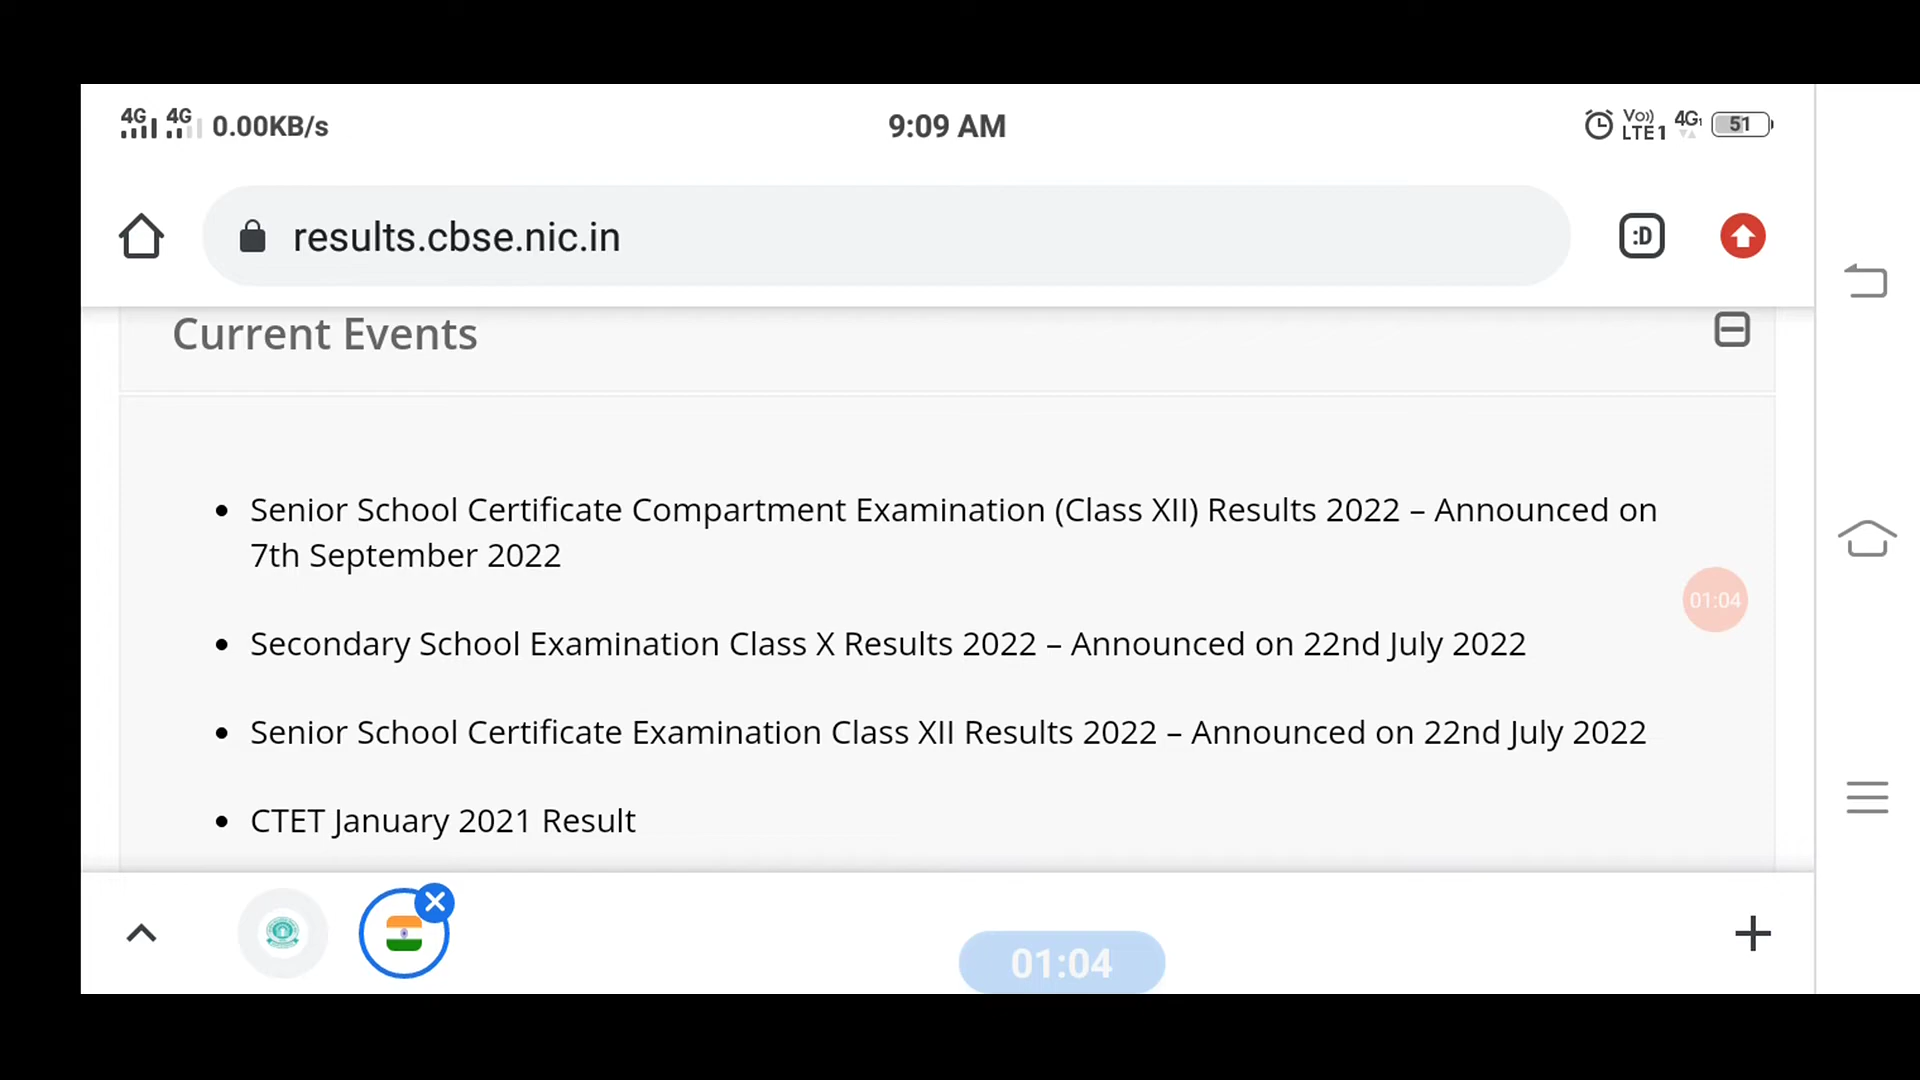 4G 4G 0.00KB/s 9:09 AM Vo)) LTE1 4G1 51
results.cbse.nic.in :D
Current Events
• Senior School Certificate Compartment Examination (Class XII) Results 2022 – Announced on
7th September 2022
01:04
• Secondary School Examination Class X Results 2022 – Announced on 22nd July 2022
• Senior School Certificate Examination Class XII Results 2022 – Announced on 22nd July 2022
• CTET January 2021 Result
01:04